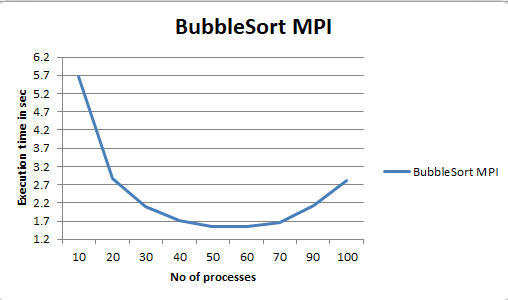 BubbleSort MPI
6.2
5.7
5.2
4.7
4.2
3.7
3.2
2.7
2.2
1.7
1.2
Execution time in sec
10 20 30 40 50 60 70 90 100
No of processes
BubbleSort MPI